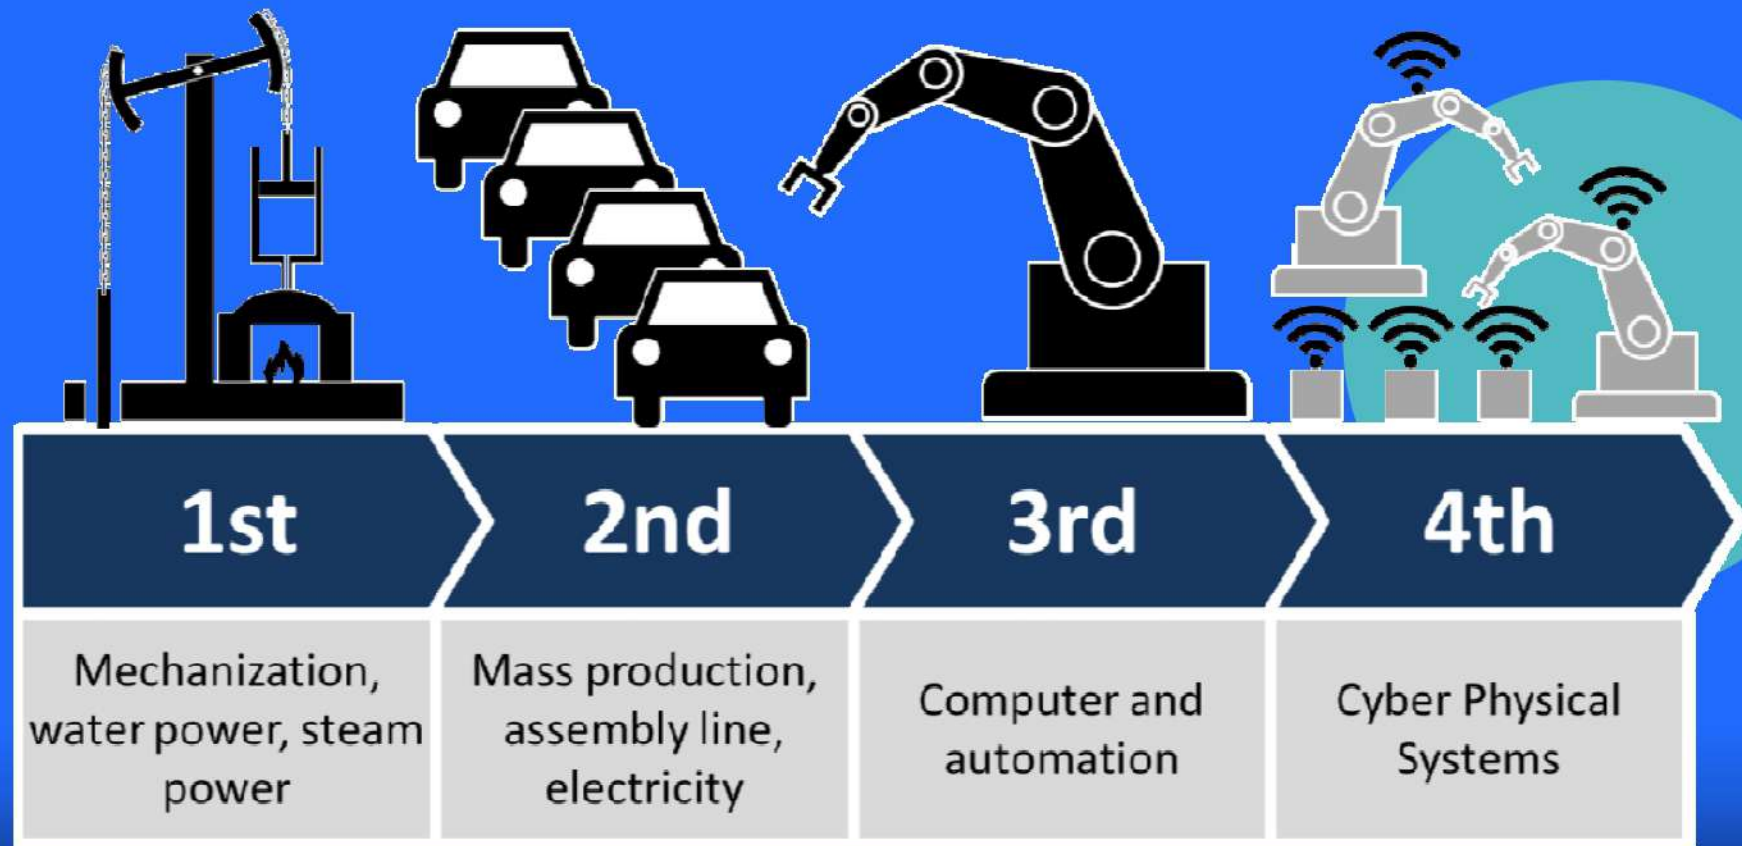 1st
2nd
3rd
4th
Mechanization,
water power, steam
power
Mass production,
assembly line,
electricity
Computer and
automation
Cyber Physical
Systems